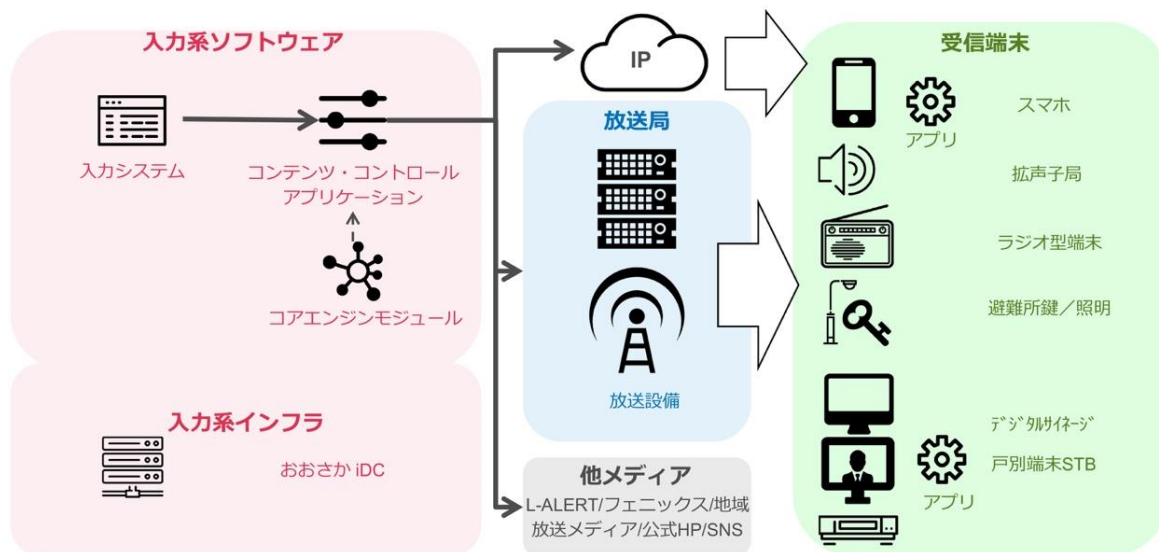 入力系ソフトウェア
入力システム
コンテンツ・コントロール
アプリケーション
コアエンジンモジュール
入力系インフラ
おおさか iDC
IP
放送局
放送設備
他メディア
L-ALERT/フェニックス/地域
放送メディア/公式HP/SNS
受信端末
アプリ
スマホ
拡声子局
ラジオ型端末
避難所鍵／照明
ﾃﾞｼﾞﾀﾙｻｲﾈｰｼﾞ
戸別端末STB
アプリ